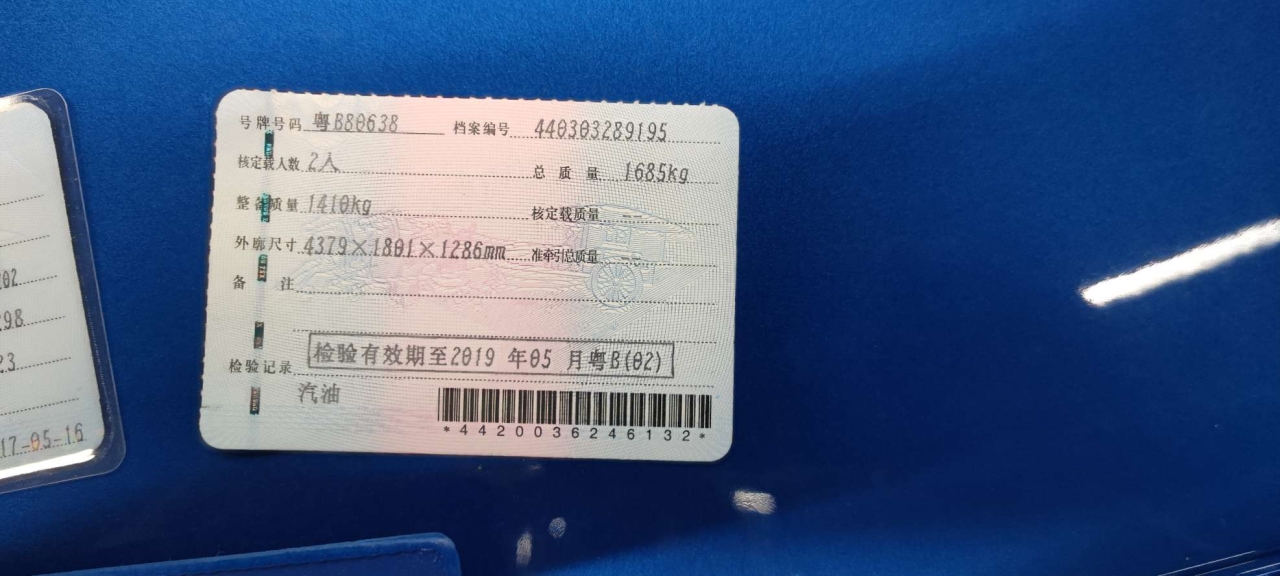 号牌号码 粤B80638 档案编号 440303289195
核定载人数 2人 总质量 1685kg
整备质量 1410kg 核定载质量 --
外廓尺寸 4379×1801×1286mm 准牵引总质量
备注
检验记录 检验有效期至2019年05月粤B(02)
汽油
*4420036246132*
02
98
23
17-05-16